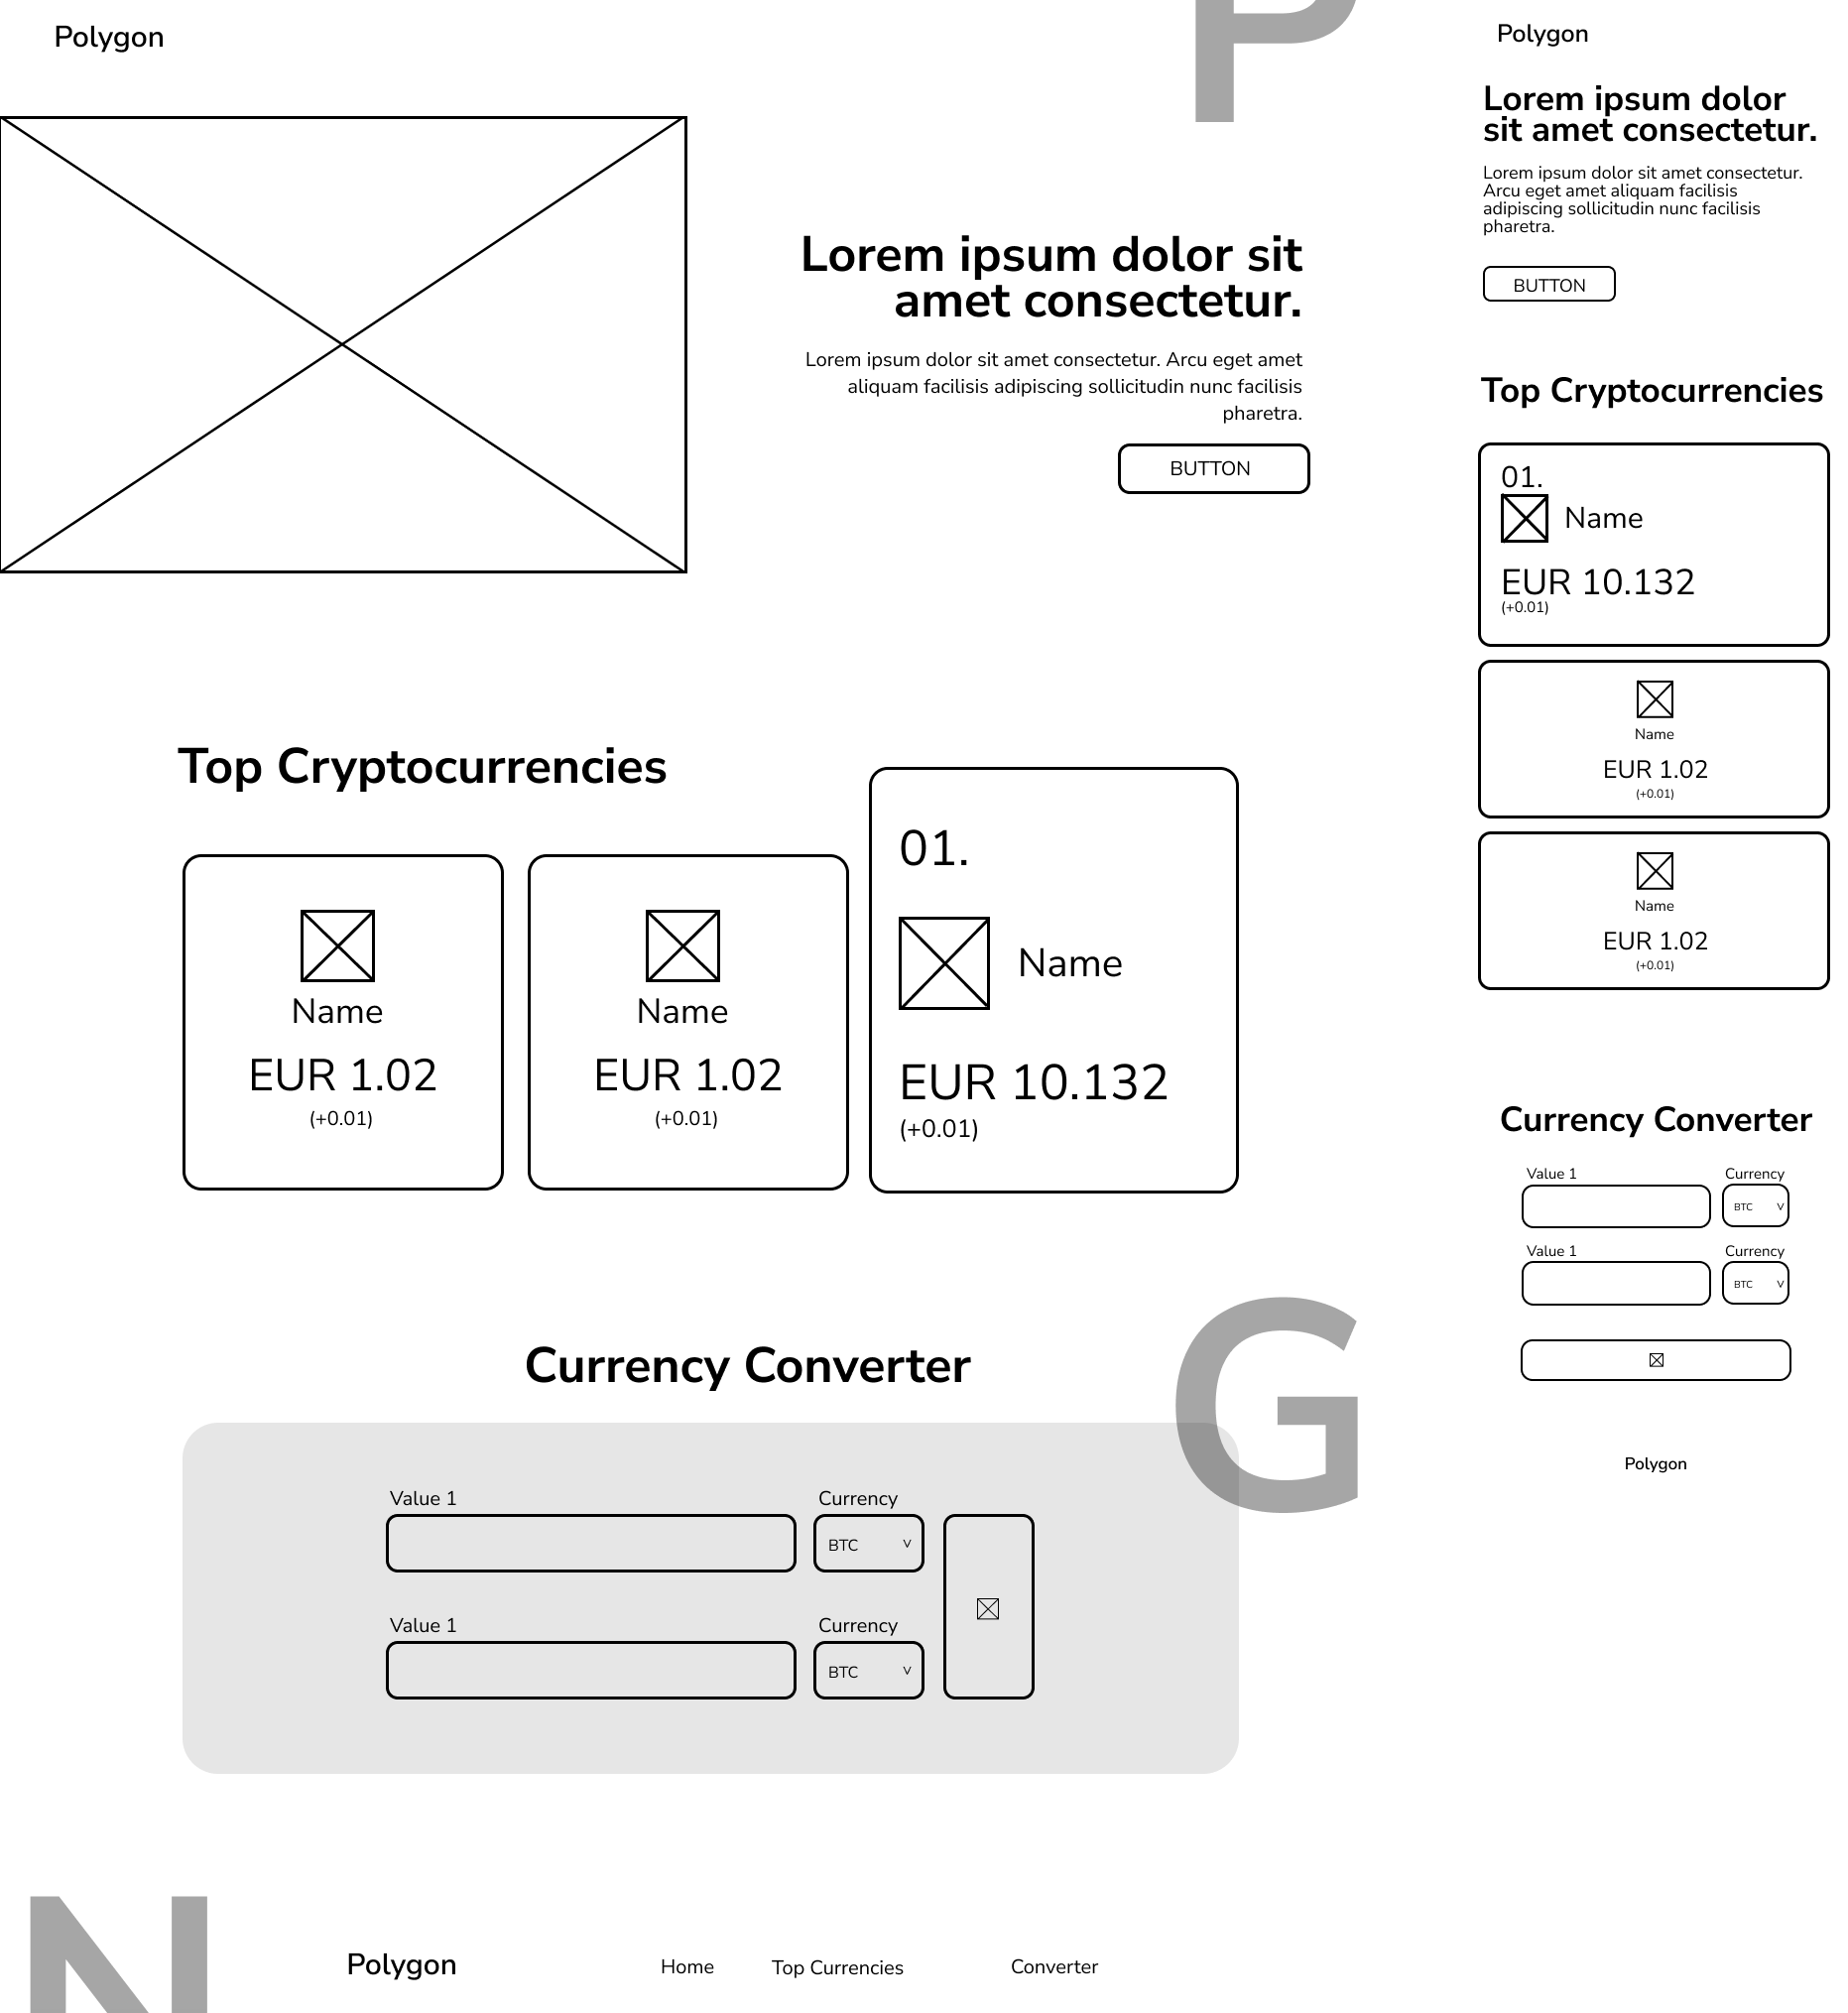 Polygon
P
Lorem ipsum dolor sit
amet consectetur.
Lorem ipsum dolor sit amet consectetur. Arcu eget amet
aliquam facilisis adipiscing sollicitudin nunc facilisis
pharetra.
BUTTON
Top Cryptocurrencies
Name
EUR 1.02
(+0.01)
Name
EUR 1.02
(+0.01)
01.
Name
EUR 10.132
(+0.01)
Currency Converter
G
Value 1
Currency
BTC
v
Value 1
Currency
BTC
v
N
Polygon
Home
Top Currencies
Converter
Polygon
Lorem ipsum dolor
sit amet consectetur.
Lorem ipsum dolor sit amet consectetur.
Arcu eget amet aliquam facilisis
adipiscing sollicitudin nunc facilisis
pharetra.
BUTTON
Top Cryptocurrencies
01.
Name
EUR 10.132
(+0.01)
Name
EUR 1.02
(+0.01)
Name
EUR 1.02
(+0.01)
Currency Converter
Value 1
Currency
BTC
v
Value 1
Currency
BTC
v
Polygon